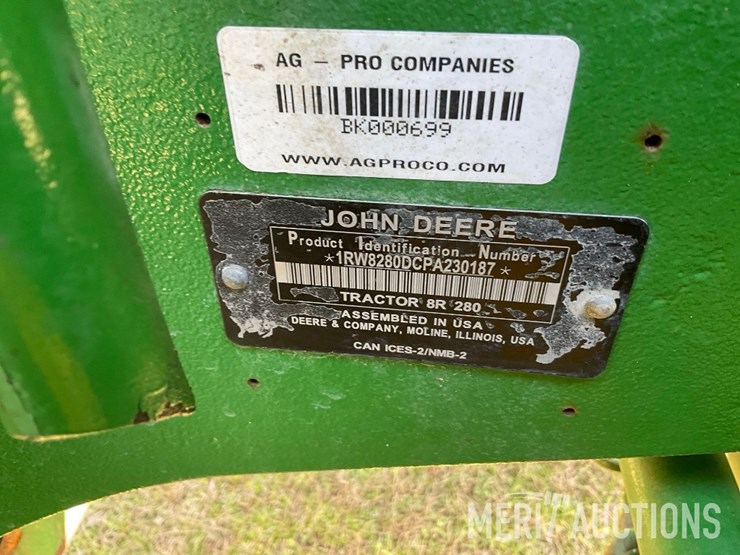 AG – PRO COMPANIES
BK000699
WWW.AGPROCO.COM
JOHN DEERE
Product Identification Number
*1RW8280DCPA230187*
TRACTOR 8R 280
ASSEMBLED IN USA
DEERE & COMPANY, MOLINE, ILLINOIS, USA
CAN ICES-2/NMB-2
MERIT AUCTIONS